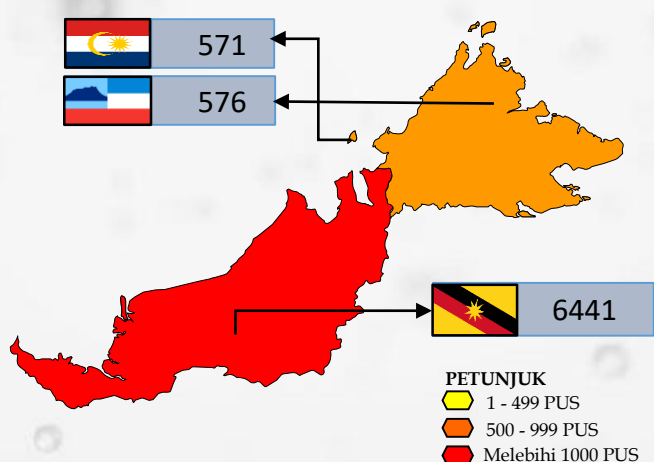 571
576
6441
PETUNJUK
1 - 499 PUS
500 - 999 PUS
Melebihi 1000 PUS